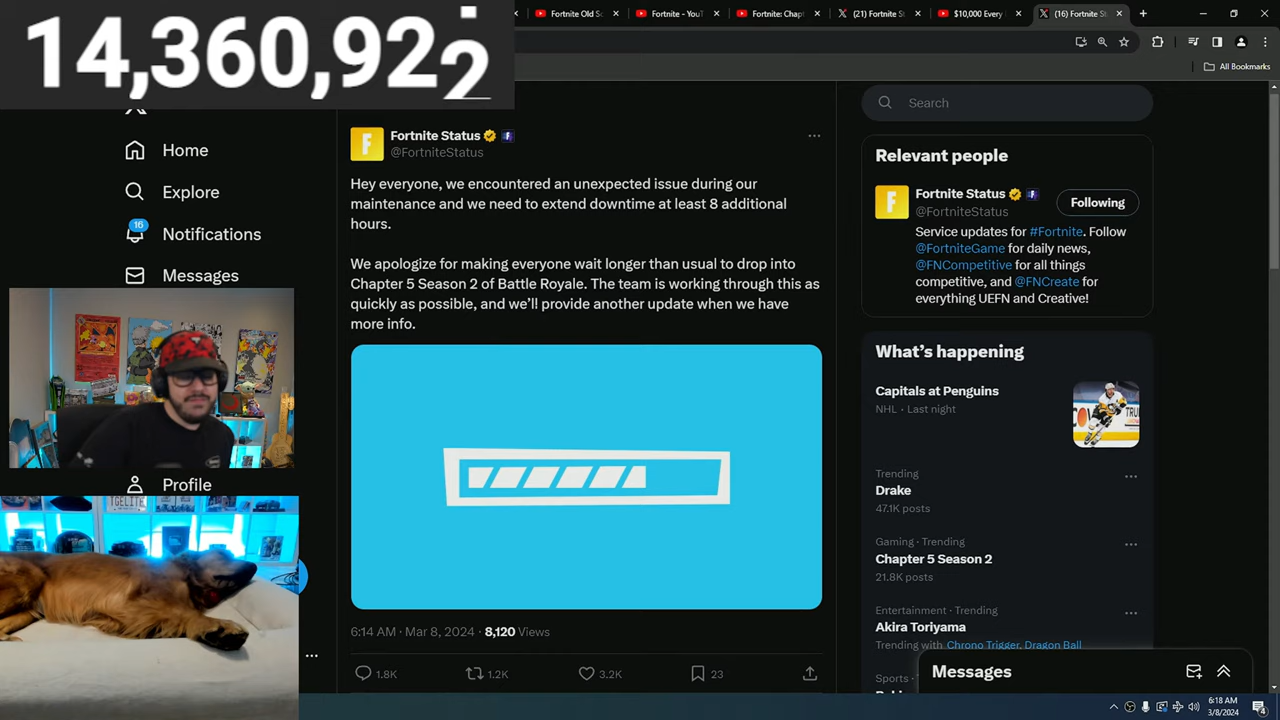 14,360,922
Fortnite Old S
Fortnite - YouT
Fortnite: Chap
(21) Fortnite S
$10,000 Every
(16) Fortnite St
All Bookmarks
Home
Explore
16
Notifications
Messages
Profile
Fortnite Status
@FortniteStatus
Hey everyone, we encountered an unexpected issue during our
maintenance and we need to extend downtime at least 8 additional
hours.
We apologize for making everyone wait longer than usual to drop into
Chapter 5 Season 2 of Battle Royale. The team is working through this as
quickly as possible, and we’ll provide another update when we have
more info.
6:14 AM · Mar 8, 2024 · 8,120 Views
1.8K
1.2K
3.2K
23
Search
Relevant people
Fortnite Status
@FortniteStatus
Following
Service updates for #Fortnite. Follow
@FortniteGame for daily news,
@FNCompetitive for all things
competitive, and @FNCreate for
everything UEFN and Creative!
What’s happening
Capitals at Penguins
NHL · Last night
Trending
Drake
47.1K posts
Gaming · Trending
Chapter 5 Season 2
21.8K posts
Entertainment · Trending
Akira Toriyama
Trending with Chrono Trigger, Dragon Ball
Sports ·
Messages
6:18 AM
3/8/2024